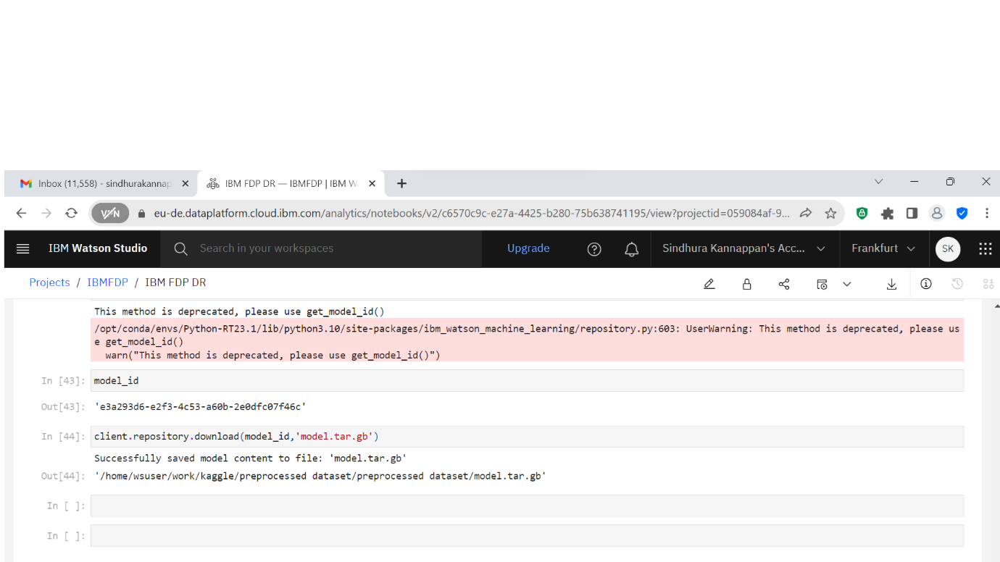 Inbox (11,558) - sindhurakannap
IBM FDP DR — IBMFDP | IBM W
VPN
eu-de.dataplatform.cloud.ibm.com/analytics/notebooks/v2/c6570c9c-e27a-4425-b280-75b638741195/view?projectid=059084af-9...
IBM Watson Studio
Search in your workspaces
Upgrade
Sindhura Kannappan's Acc...
Frankfurt
SK
Projects / IBMFDP / IBM FDP DR
This method is deprecated, please use get_model_id()
/opt/conda/envs/Python-RT23.1/lib/python3.10/site-packages/ibm_watson_machine_learning/repository.py:603: UserWarning: This method is deprecated, please us
e get_model_id()
warn("This method is deprecated, please use get_model_id()")
In [43]: model_id
Out[43]: 'e3a293d6-e2f3-4c53-a60b-2e0dfc07f46c'
In [44]: client.repository.download(model_id,'model.tar.gb')
Successfully saved model content to file: 'model.tar.gb'
Out[44]: '/home/wsuser/work/kaggle/preprocessed dataset/preprocessed dataset/model.tar.gb'
In [ ]:
In [ ]: